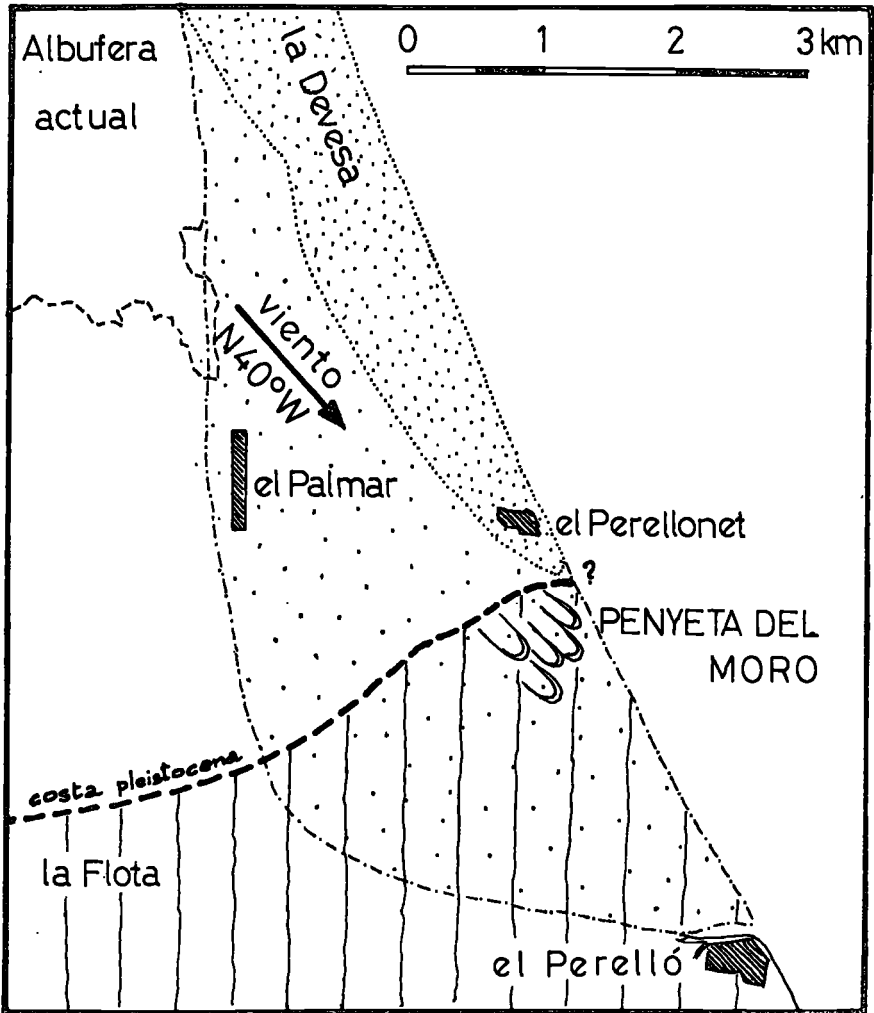 Albufera
actual
la Devesa
0 1 2 3 km
viento
N40°W
el Palmar
el Perellonet
?
PENYETA DEL
MORO
costa pleistocena
la Flota
el Perelló